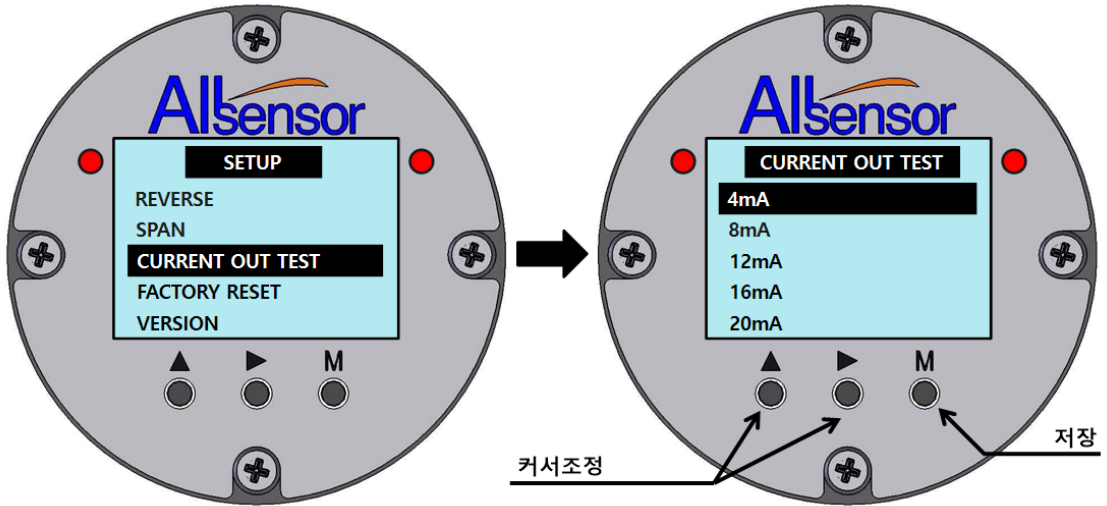 Allsensor
SETUP
REVERSE
SPAN
CURRENT OUT TEST
FACTORY RESET
VERSION
▲ ▶ M
Allsensor
CURRENT OUT TEST
4mA
8mA
12mA
16mA
20mA
▲ ▶ M
커서조정
저장